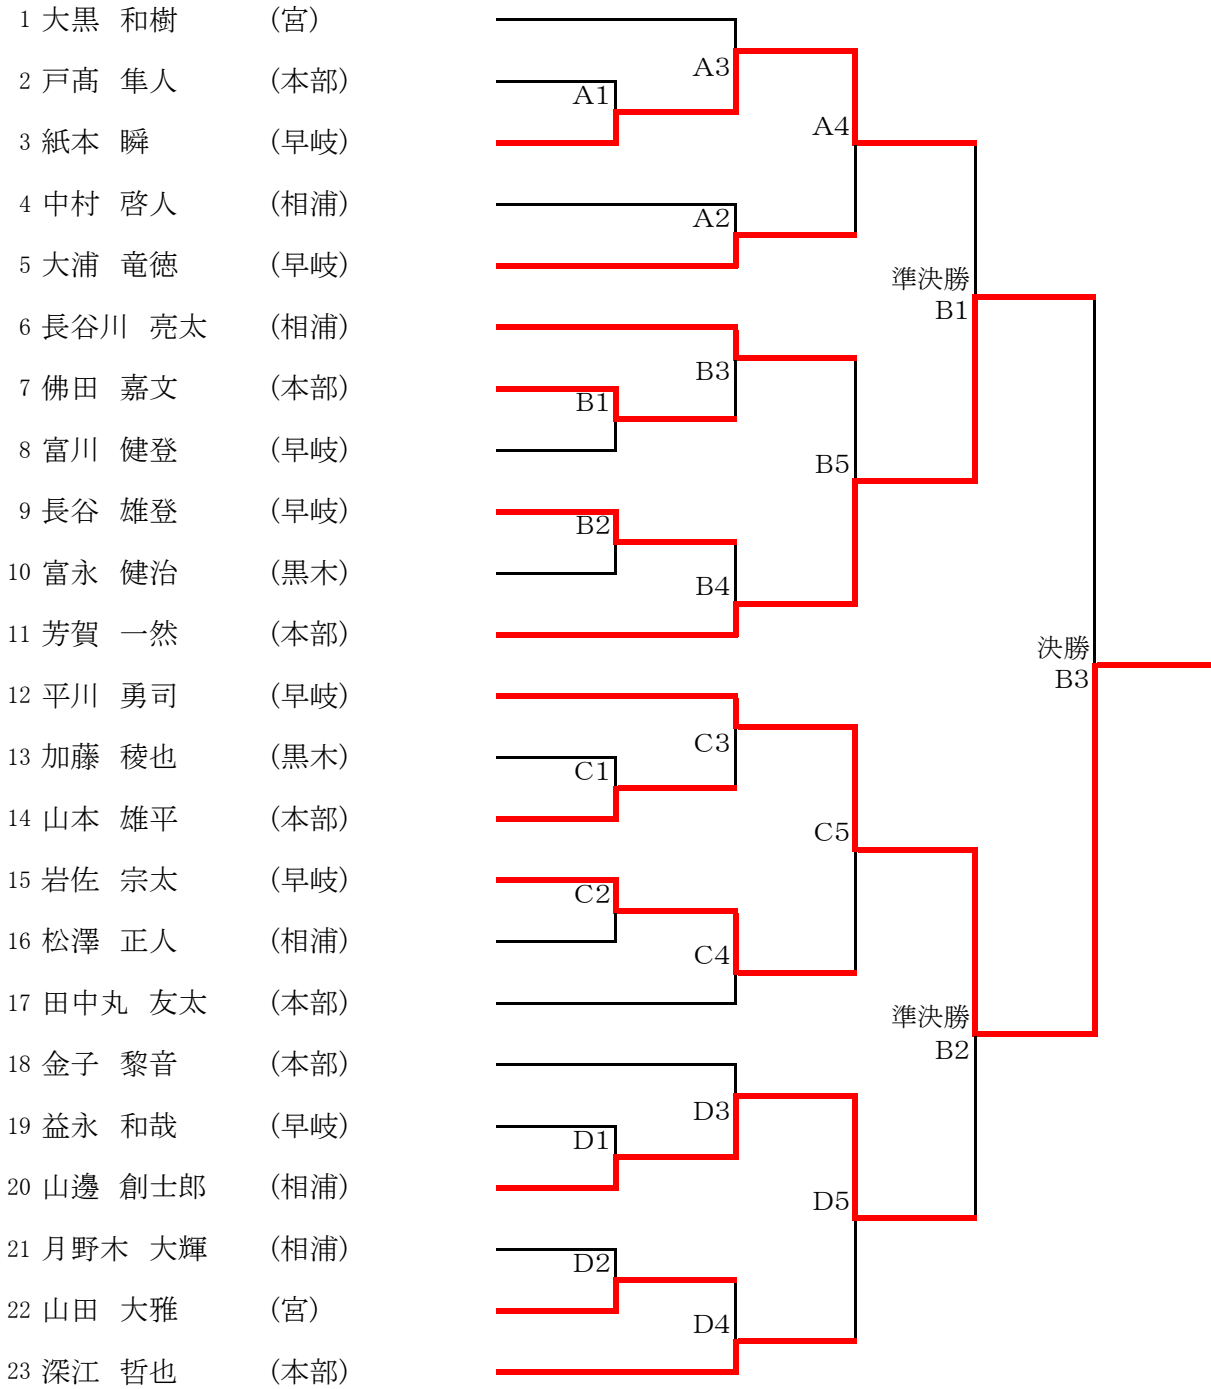 1 大黒 和樹 (宮)
2 戸髙 隼人 (本部)
3 紙本 瞬 (早岐)
4 中村 啓人 (相浦)
5 大浦 竜徳 (早岐)
6 長谷川 亮太 (相浦)
7 佛田 嘉文 (本部)
8 富川 健登 (早岐)
9 長谷 雄登 (早岐)
10 富永 健治 (黒木)
11 芳賀 一然 (本部)
12 平川 勇司 (早岐)
13 加藤 稜也 (黒木)
14 山本 雄平 (本部)
15 岩佐 宗太 (早岐)
16 松澤 正人 (相浦)
17 田中丸 友太 (本部)
18 金子 黎音 (本部)
19 益永 和哉 (早岐)
20 山邊 創士郎 (相浦)
21 月野木 大輝 (相浦)
22 山田 大雅 (宮)
23 深江 哲也 (本部)
A1
A2
B1
B2
C1
C2
D1
D2
A3
B3
B4
C3
C4
D3
D4
A4
B5
C5
D5
準決勝
B1
準決勝
B2
決勝
B3